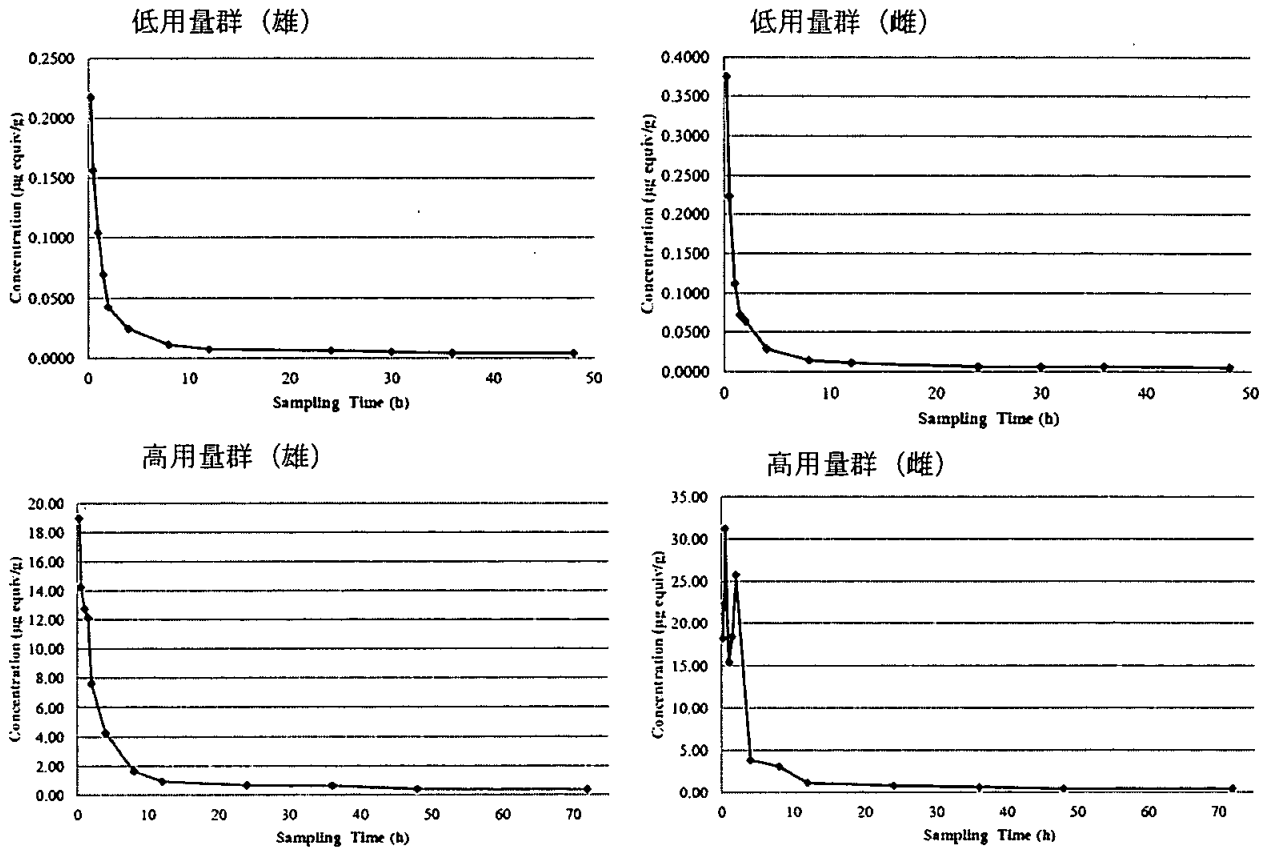 低用量群 (雄)
0.2500
0.2000
0.1500
0.1000
0.0500
0.0000
Concentration (µg equiv/g)
0 10 20 30 40 50
Sampling Time (h)
低用量群 (雌)
0.4000
0.3500
0.3000
0.2500
0.2000
0.1500
0.1000
0.0500
0.0000
Concentration (µg equiv/g)
0 10 20 30 40 50
Sampling Time (h)
高用量群 (雄)
20.00
18.00
16.00
14.00
12.00
10.00
8.00
6.00
4.00
2.00
0.00
Concentration (µg equiv/g)
0 10 20 30 40 50 60 70
Sampling Time (h)
高用量群 (雌)
35.00
30.00
25.00
20.00
15.00
10.00
5.00
0.00
Concentration (µg equiv/g)
0 10 20 30 40 50 60 70
Sampling Time (h)